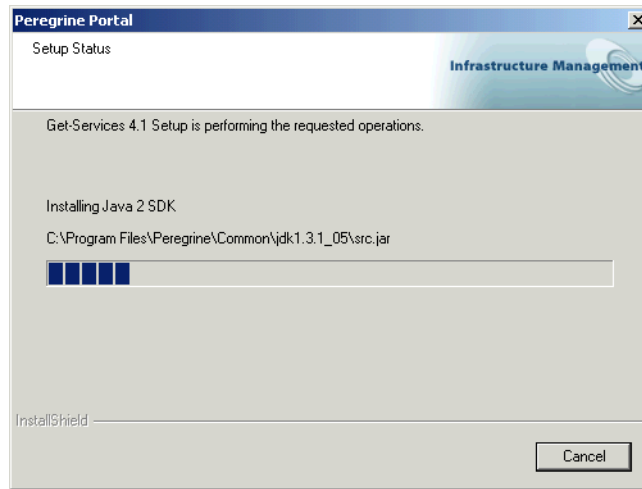 Peregrine Portal
Setup Status
Infrastructure Management
Get-Services 4.1 Setup is performing the requested operations.
Installing Java 2 SDK
C:\Program Files\Peregrine\Common\jdk1.3.1_05\src.jar
InstallShield
Cancel